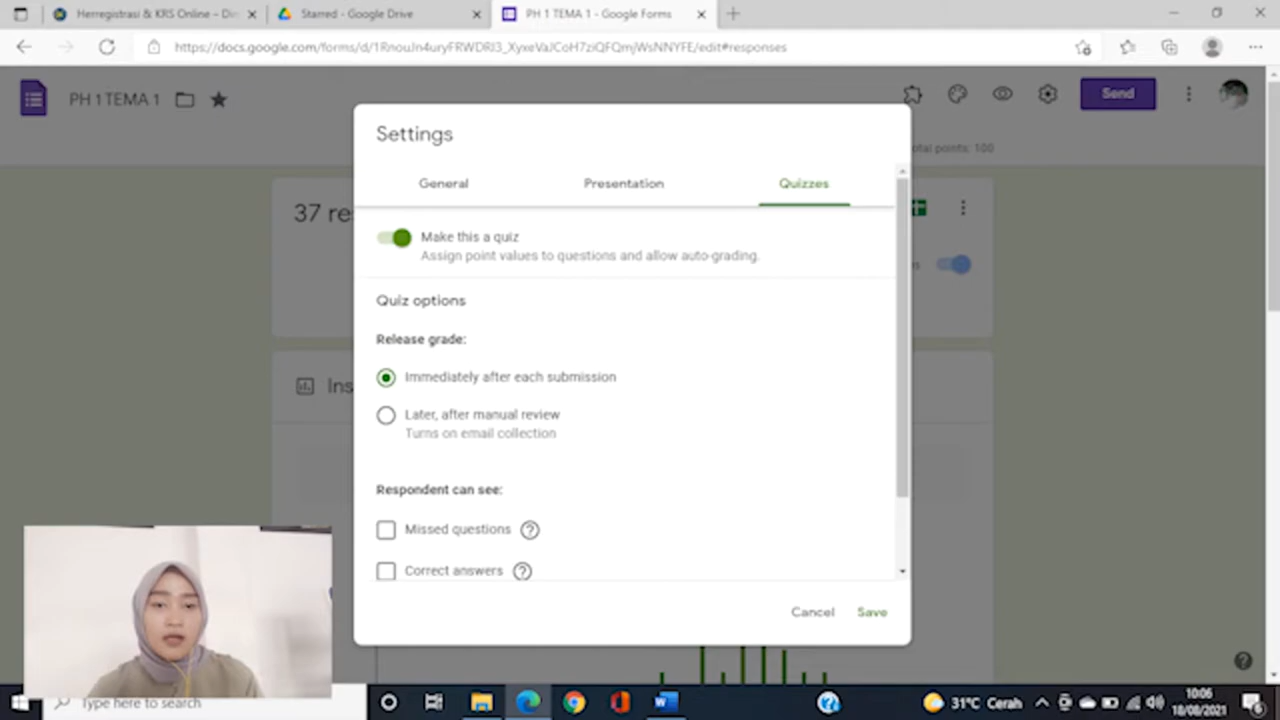 Herregistrasi & KRS Online – Dir
Starred - Google Drive
PH 1 TEMA 1 - Google Forms
https://docs.google.com/forms/d/1RnouJn4uryFRWDRI3_XyxeVaJCoH7ziQFQmjWsNNYFE/edit#responses
PH 1 TEMA 1
Send
otal points: 100
Settings
General
Presentation
Quizzes
37 re
Make this a quiz
Assign point values to questions and allow auto-grading.
Quiz options
Release grade:
Immediately after each submission
Ins
Later, after manual review
Turns on email collection
Respondent can see:
Missed questions
Correct answers
Cancel
Save
Type here to search
31°C Cerah
10:06
18/08/2021